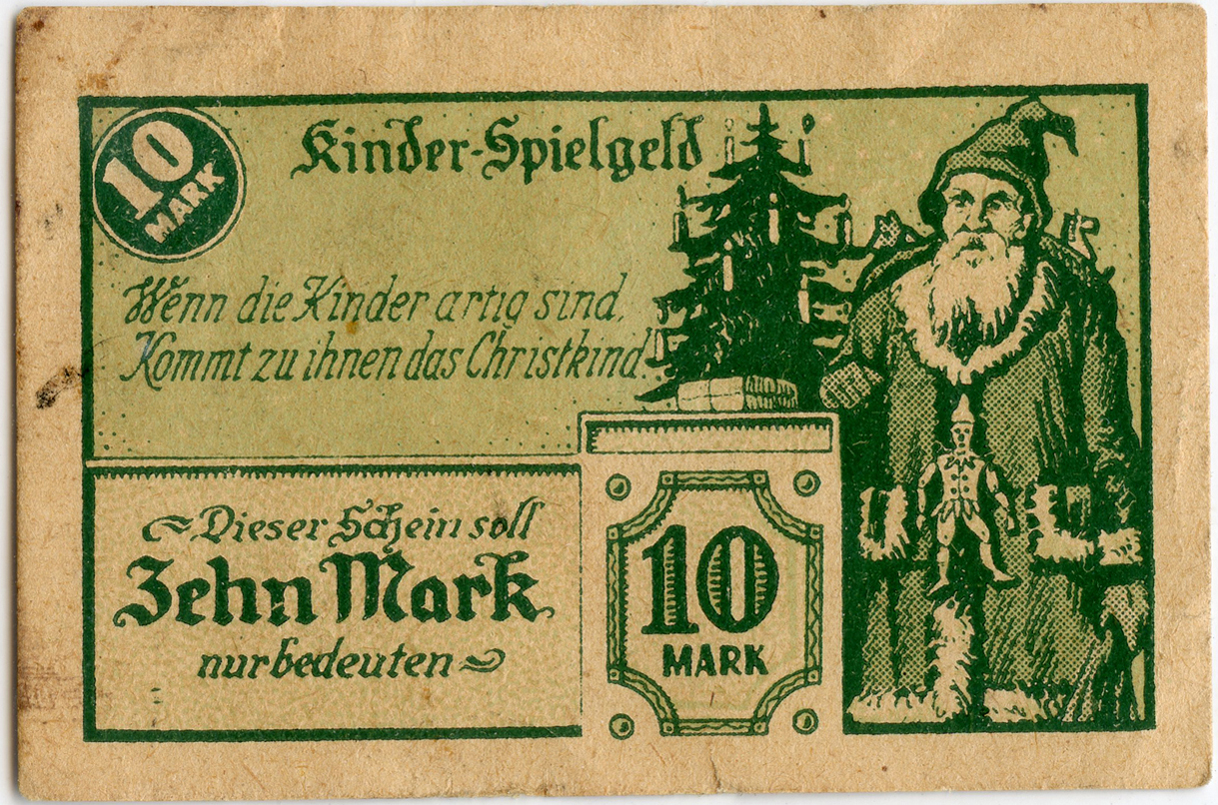 10
MARK
Kinder-Spielgeld
Wenn die Kinder artig sind,
Kommt zu ihnen das Christkind!
Dieser Schein soll
Zehn Mark
nur bedeuten
10
MARK